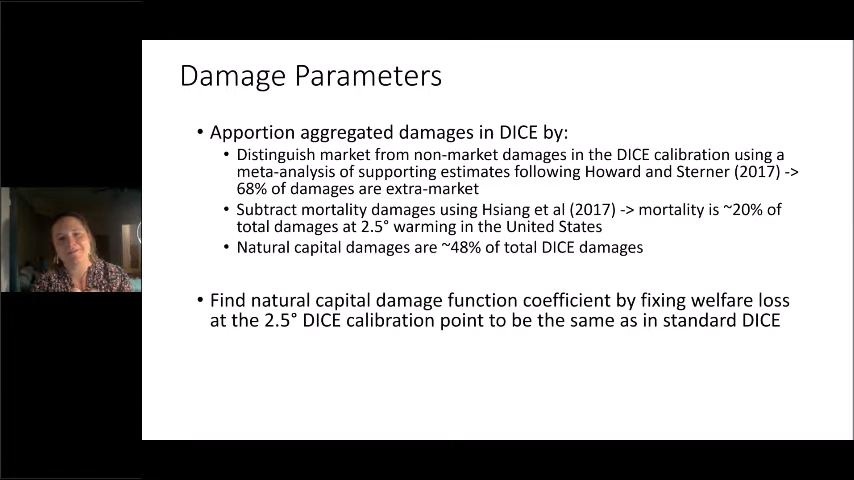 Damage Parameters
• Apportion aggregated damages in DICE by:
• Distinguish market from non-market damages in the DICE calibration using a
meta-analysis of supporting estimates following Howard and Sterner (2017) ->
68% of damages are extra-market
• Subtract mortality damages using Hsiang et al (2017) -> mortality is ~20% of
total damages at 2.5° warming in the United States
• Natural capital damages are ~48% of total DICE damages
• Find natural capital damage function coefficient by fixing welfare loss
at the 2.5° DICE calibration point to be the same as in standard DICE